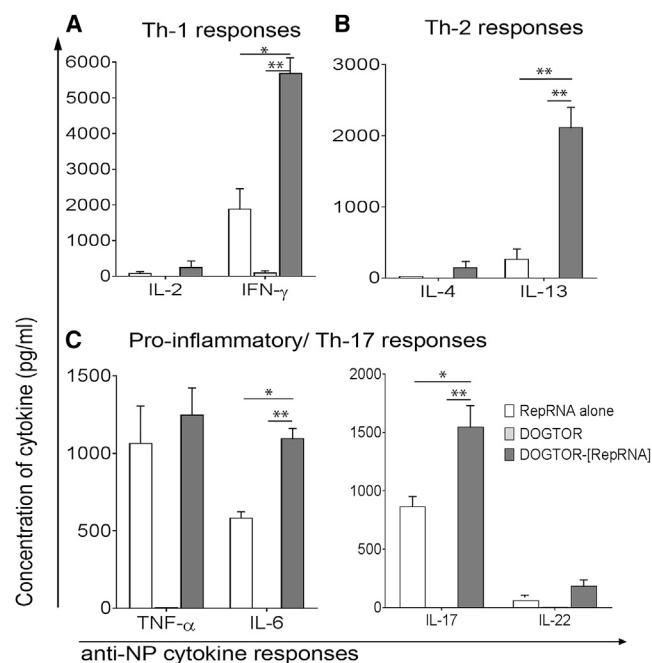 A
Th-1 responses
6000
5000
4000
3000
2000
1000
0
* 
**
IL-2
IFN-γ
B
Th-2 responses
3000
2000
1000
0
**
**
IL-4
IL-13
C
Pro-inflammatory/ Th-17 responses
1500
1000
500
0
*
**
TNF-α
IL-6
2000
1500
1000
500
0
*
**
IL-17
IL-22
RepRNA alone
DOGTOR
DOGTOR-[RepRNA]
Concentration of cytokine (pg/ml)
anti-NP cytokine responses